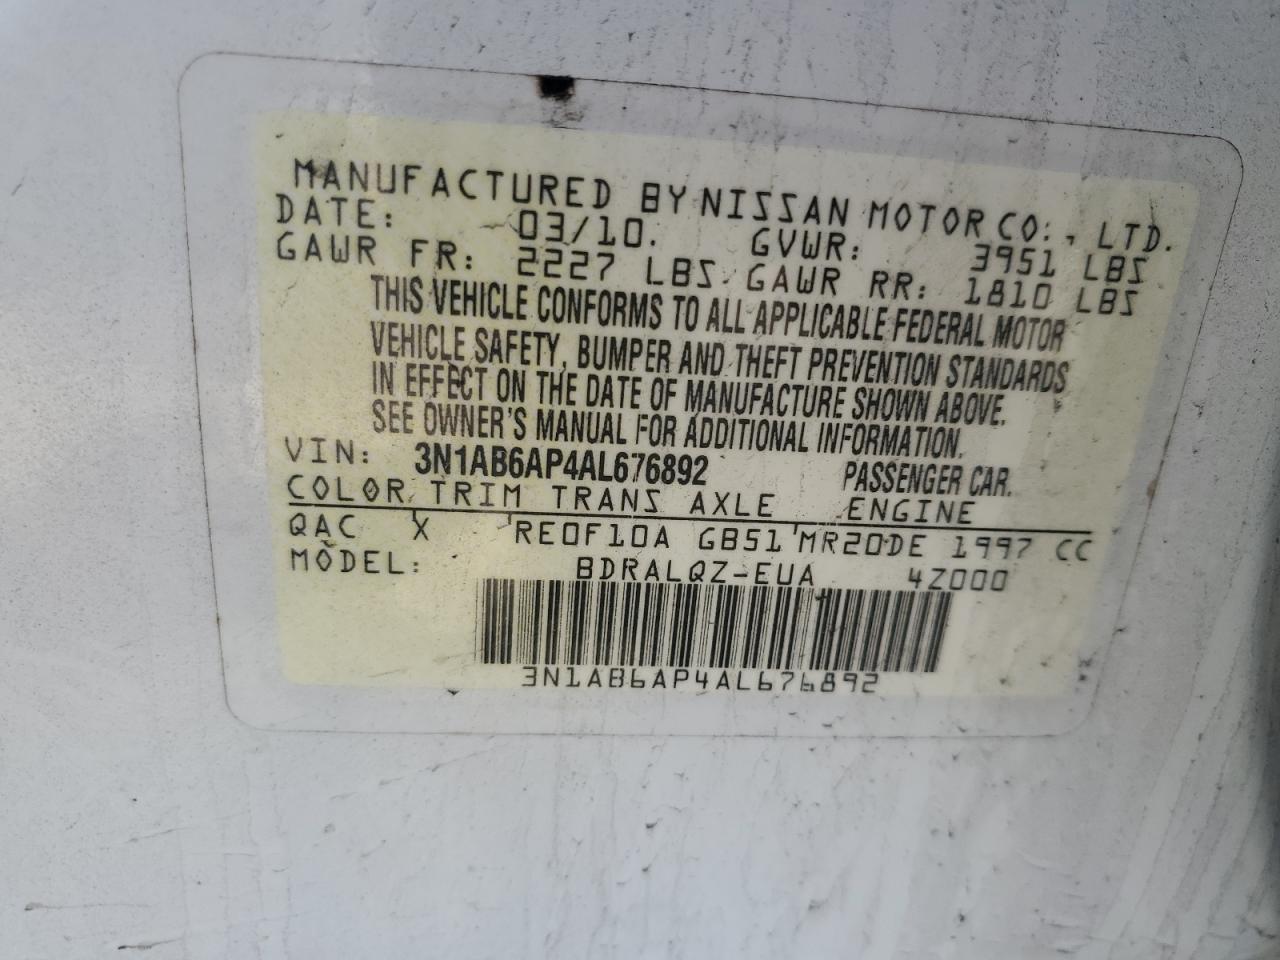 MANUFACTURED BY NISSAN MOTOR CO., LTD.
DATE: 03/10. GVWR: 3951 LBS
GAWR FR: 2227 LBS. GAWR RR: 1810 LBS
THIS VEHICLE CONFORMS TO ALL APPLICABLE FEDERAL MOTOR
VEHICLE SAFETY, BUMPER AND THEFT PREVENTION STANDARDS
IN EFFECT ON THE DATE OF MANUFACTURE SHOWN ABOVE.
SEE OWNER'S MANUAL FOR ADDITIONAL INFORMATION.
VIN: 3N1AB6AP4AL676892 PASSENGER CAR.
COLOR TRIM TRANS AXLE ENGINE
QAC X RE0F10A GB51 MR20DE 1997 CC
MODEL: BDRALQZ-EUA 4Z000
3N1AB6AP4AL676892